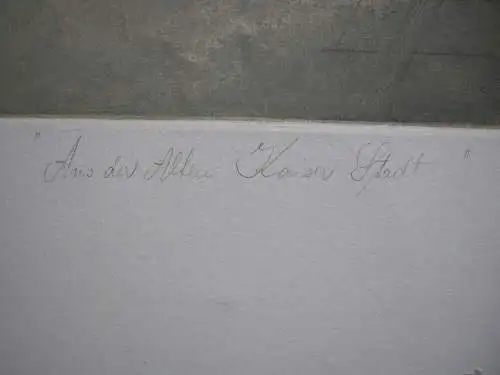 "Aus der Alten Kaiser Stadt"